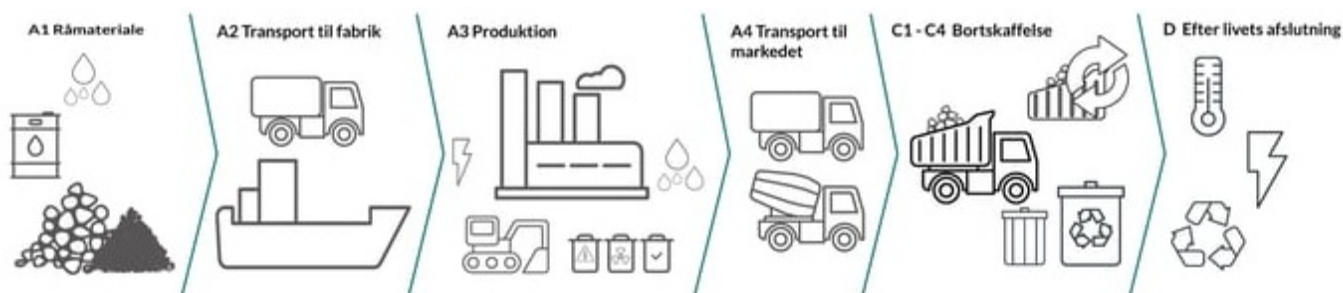 A1 Råmateriale
A2 Transport til fabrik
A3 Produktion
A4 Transport til
markedet
C1 - C4 Bortskaffelse
D Efter livets afslutning